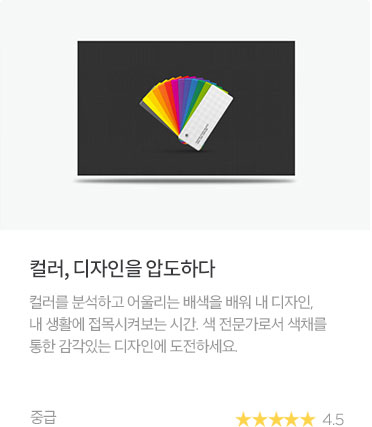 컬러, 디자인을 압도하다
컬러를 분석하고 어울리는 배색을 배워 내 디자인,
내 생활에 접목시켜보는 시간. 색 전문가로서 색채를
통한 감각있는 디자인에 도전하세요.
중급
★★★★★ 4.5